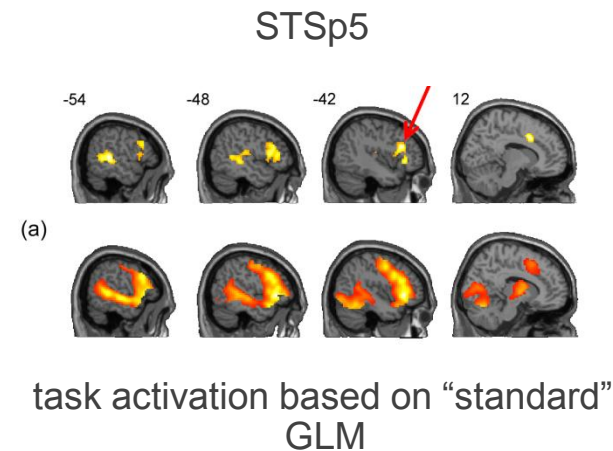 STSp5
-54 -48 -42 12
(a)
task activation based on “standard”
GLM